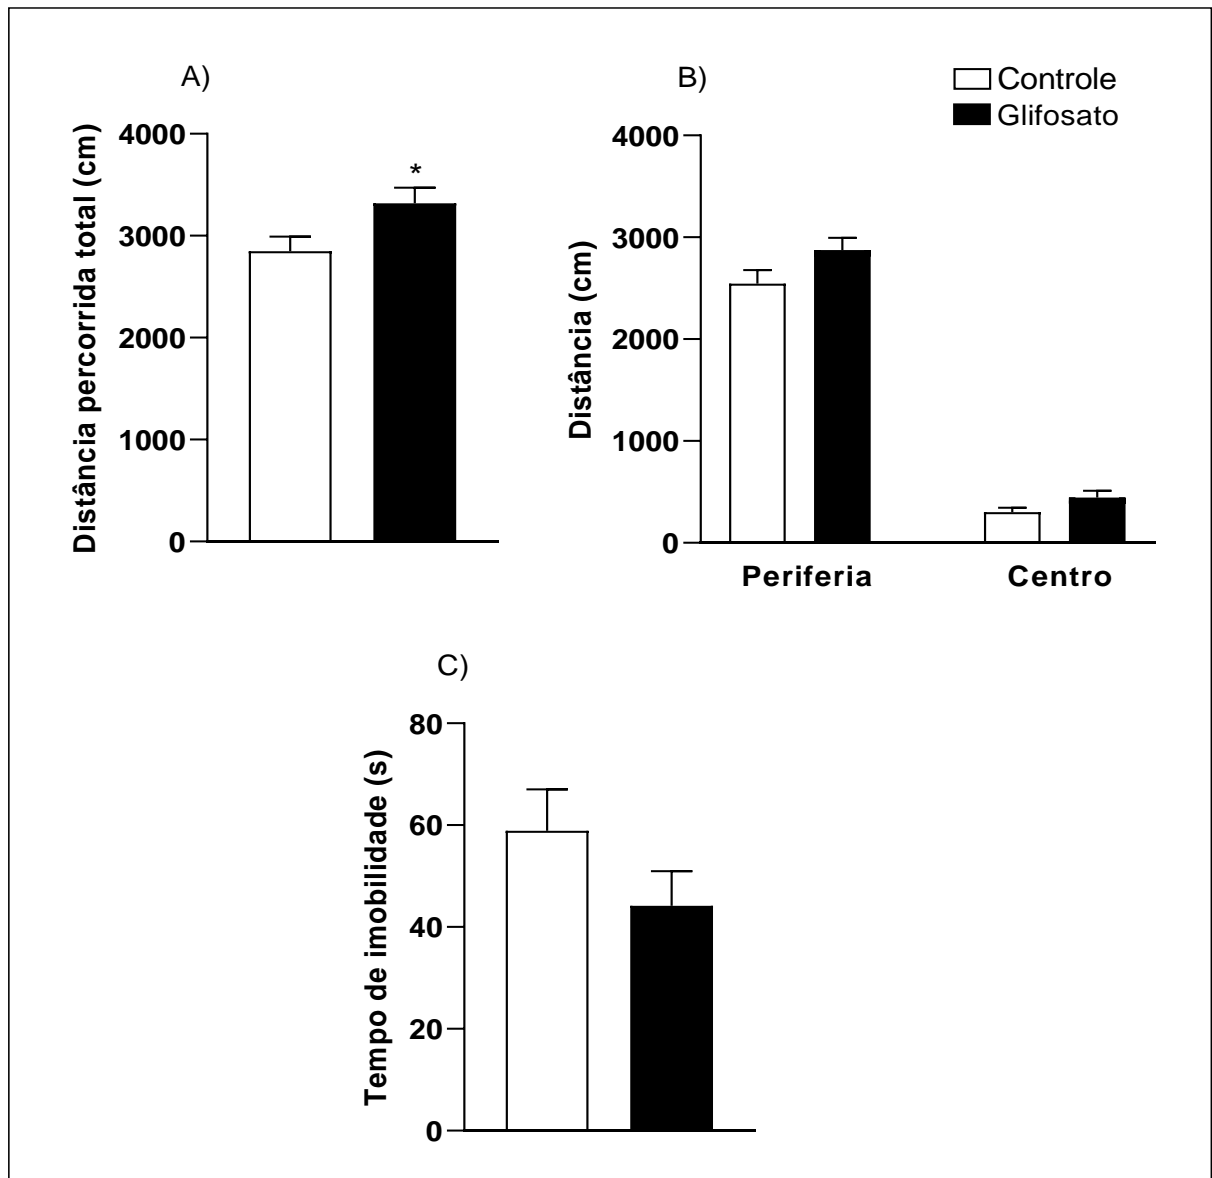 A)
Distância percorrida total (cm)
4000
3000
2000
1000
0
*
B)
Controle
Glifosato
Distância (cm)
4000
3000
2000
1000
0
Periferia
Centro
C)
Tempo de imobilidade (s)
80
60
40
20
0